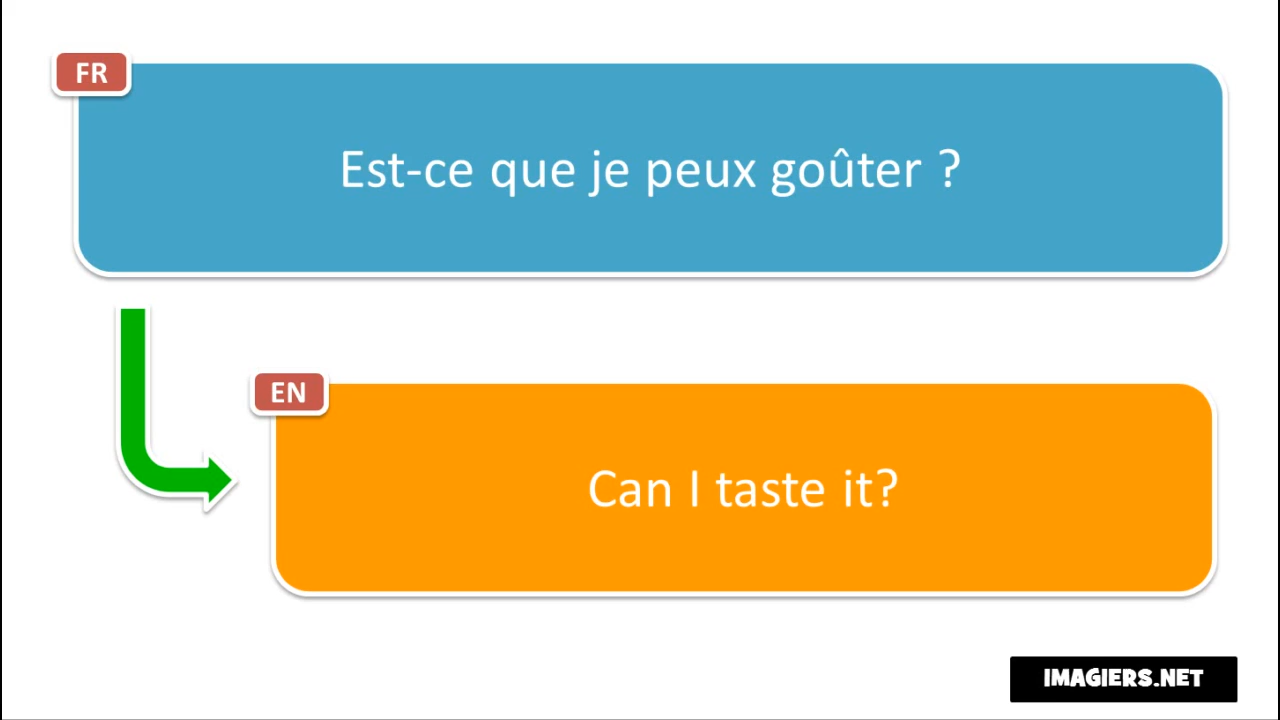 FR
Est-ce que je peux goûter ?
EN
Can I taste it?
IMAGIERS.NET